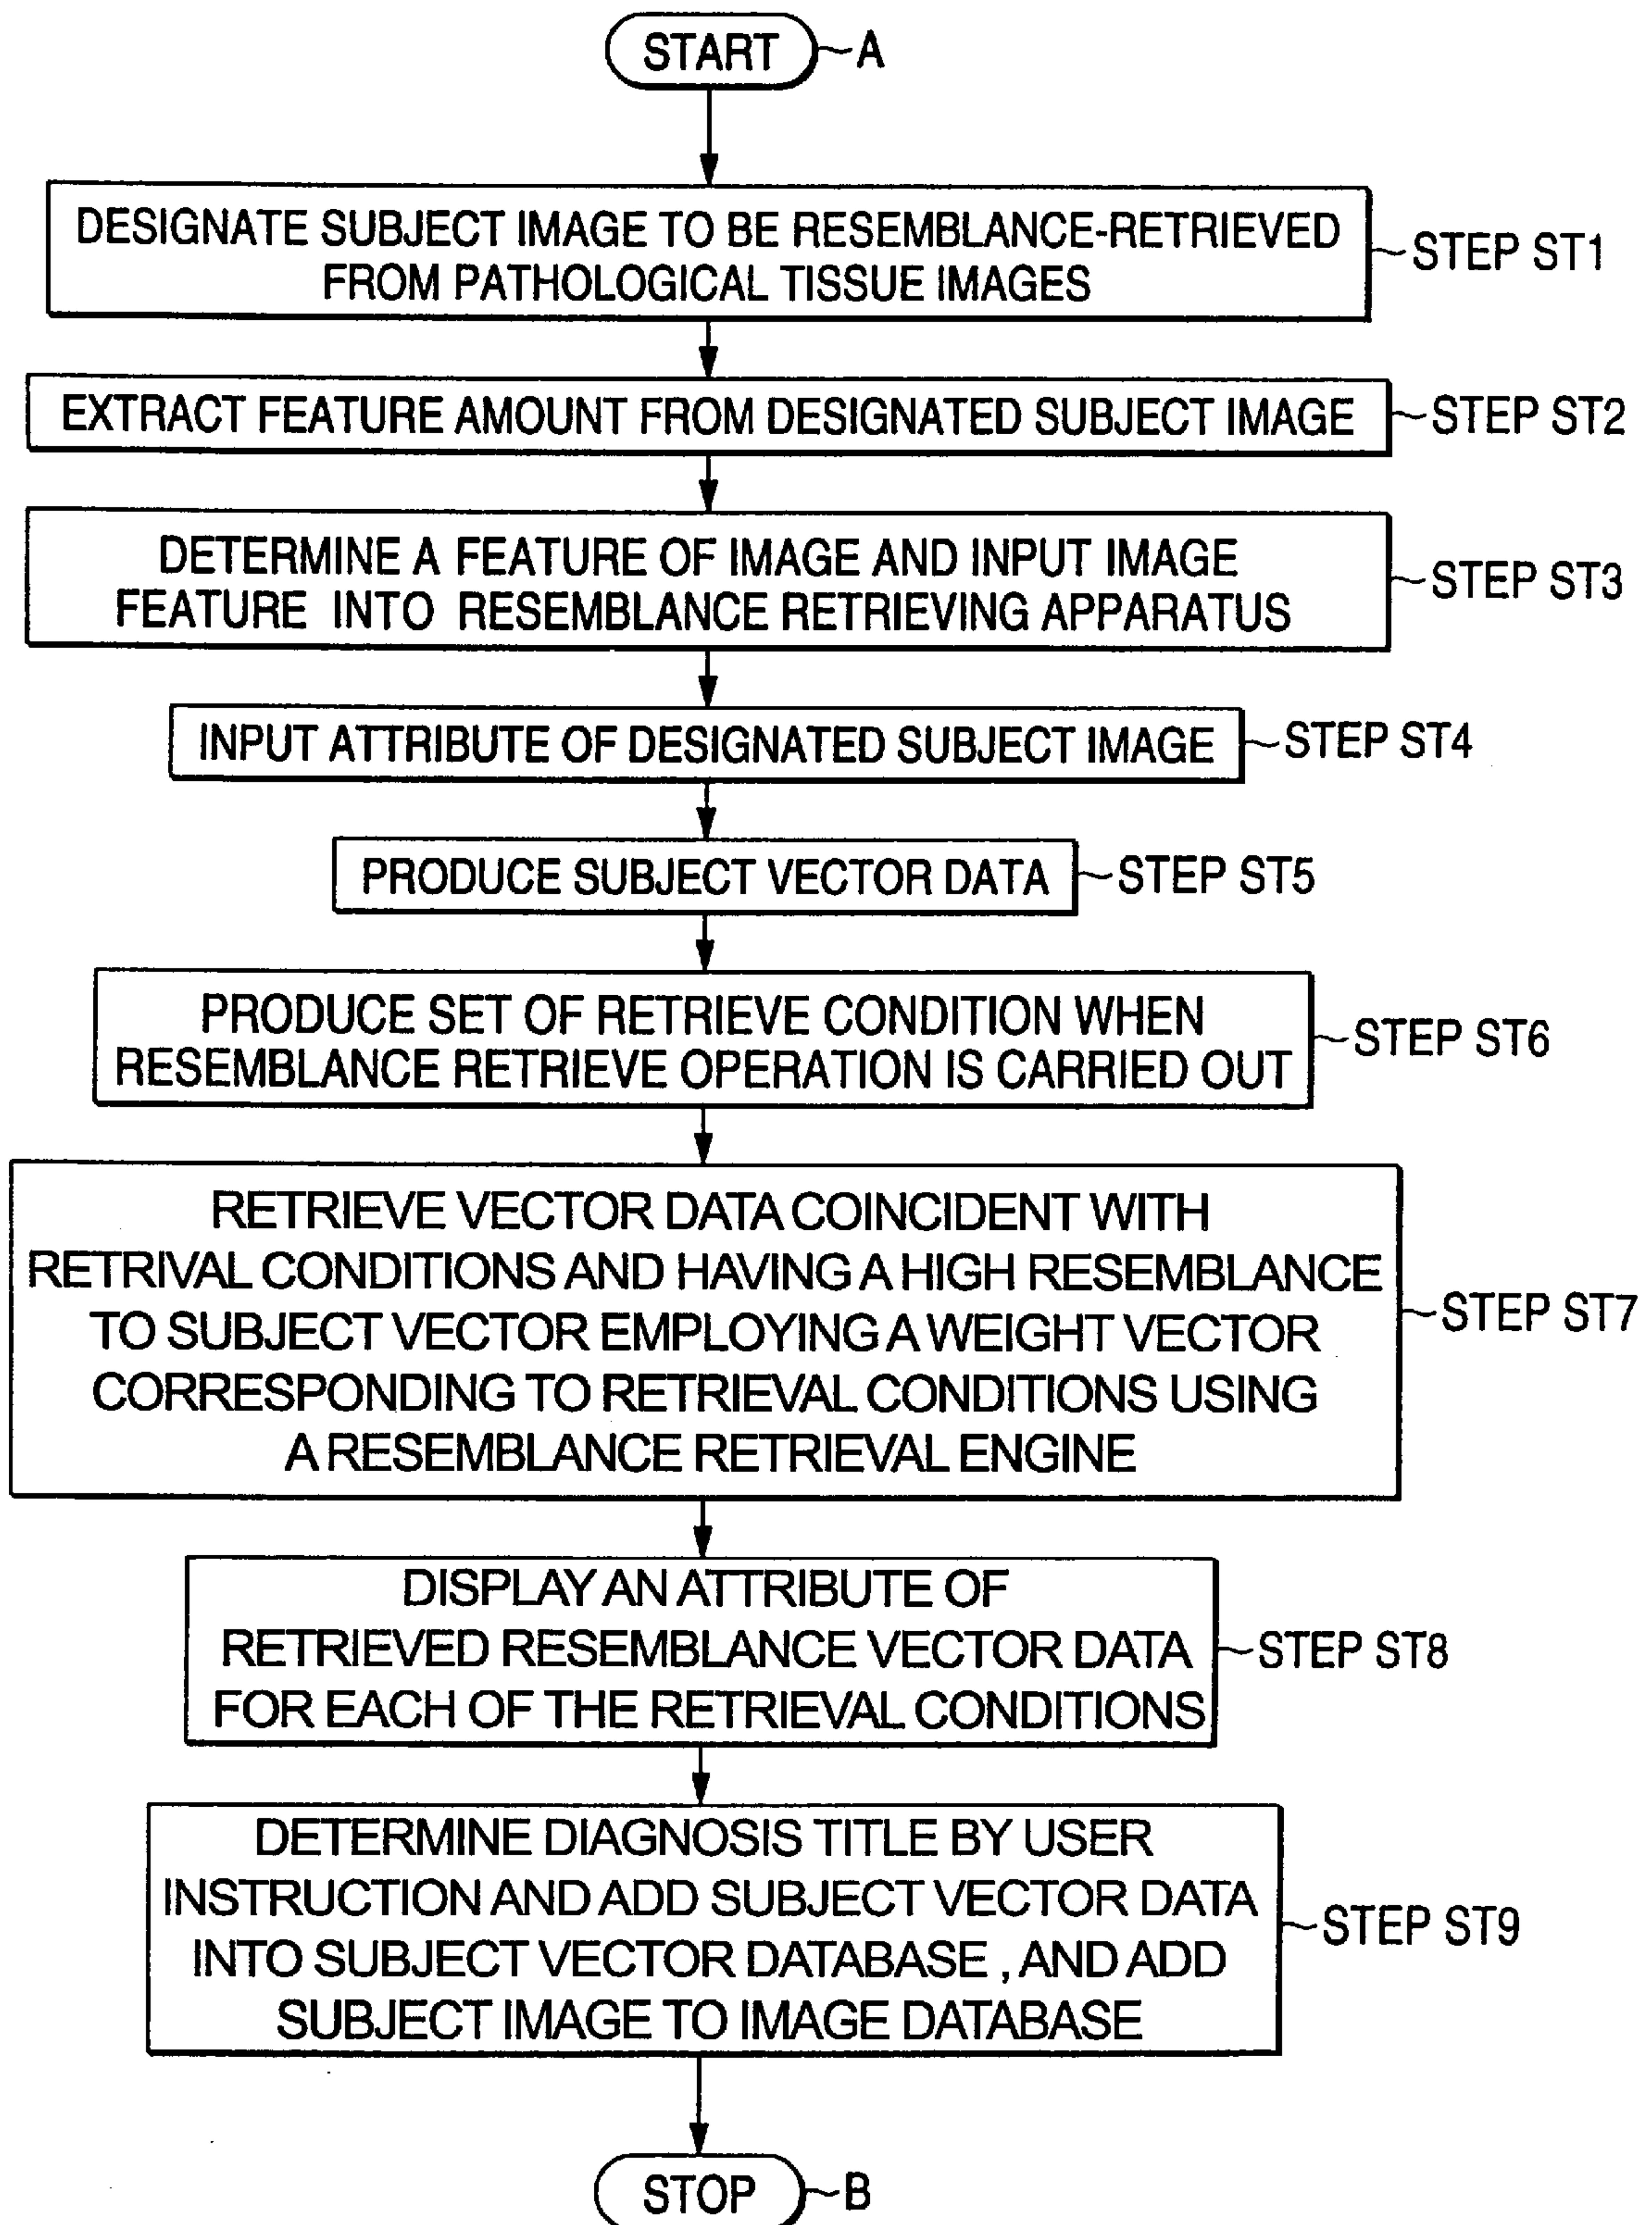 START
A
DESIGNATE SUBJECT IMAGE TO BE RESEMBLANCE-RETRIEVED
FROM PATHOLOGICAL TISSUE IMAGES
STEP ST1
EXTRACT FEATURE AMOUNT FROM DESIGNATED SUBJECT IMAGE
STEP ST2
DETERMINE A FEATURE OF IMAGE AND INPUT IMAGE
FEATURE INTO RESEMBLANCE RETRIEVING APPARATUS
STEP ST3
INPUT ATTRIBUTE OF DESIGNATED SUBJECT IMAGE
STEP ST4
PRODUCE SUBJECT VECTOR DATA
STEP ST5
PRODUCE SET OF RETRIEVE CONDITION WHEN
RESEMBLANCE RETRIEVE OPERATION IS CARRIED OUT
STEP ST6
RETRIEVE VECTOR DATA COINCIDENT WITH
RETRIVAL CONDITIONS AND HAVING A HIGH RESEMBLANCE
TO SUBJECT VECTOR EMPLOYING A WEIGHT VECTOR
CORRESPONDING TO RETRIEVAL CONDITIONS USING
A RESEMBLANCE RETRIEVAL ENGINE
STEP ST7
DISPLAY AN ATTRIBUTE OF
RETRIEVED RESEMBLANCE VECTOR DATA
FOR EACH OF THE RETRIEVAL CONDITIONS
STEP ST8
DETERMINE DIAGNOSIS TITLE BY USER
INSTRUCTION AND ADD SUBJECT VECTOR DATA
INTO SUBJECT VECTOR DATABASE , AND ADD
SUBJECT IMAGE TO IMAGE DATABASE
STEP ST9
STOP
B